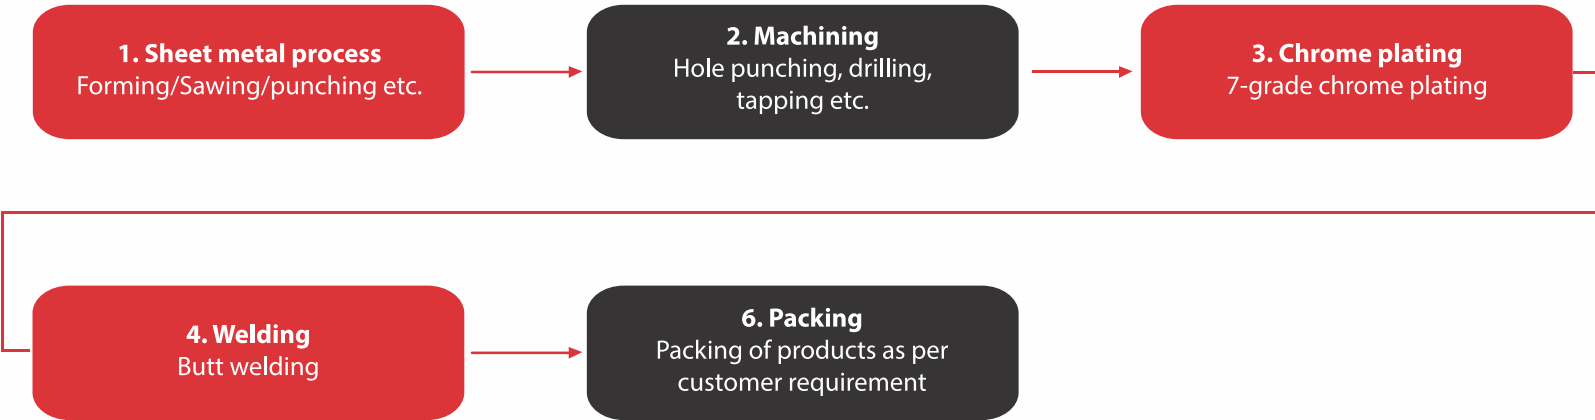 1. Sheet metal process
Forming/Sawing/punching etc.
2. Machining
Hole punching, drilling,
tapping etc.
3. Chrome plating
7-grade chrome plating
4. Welding
Butt welding
6. Packing
Packing of products as per
customer requirement